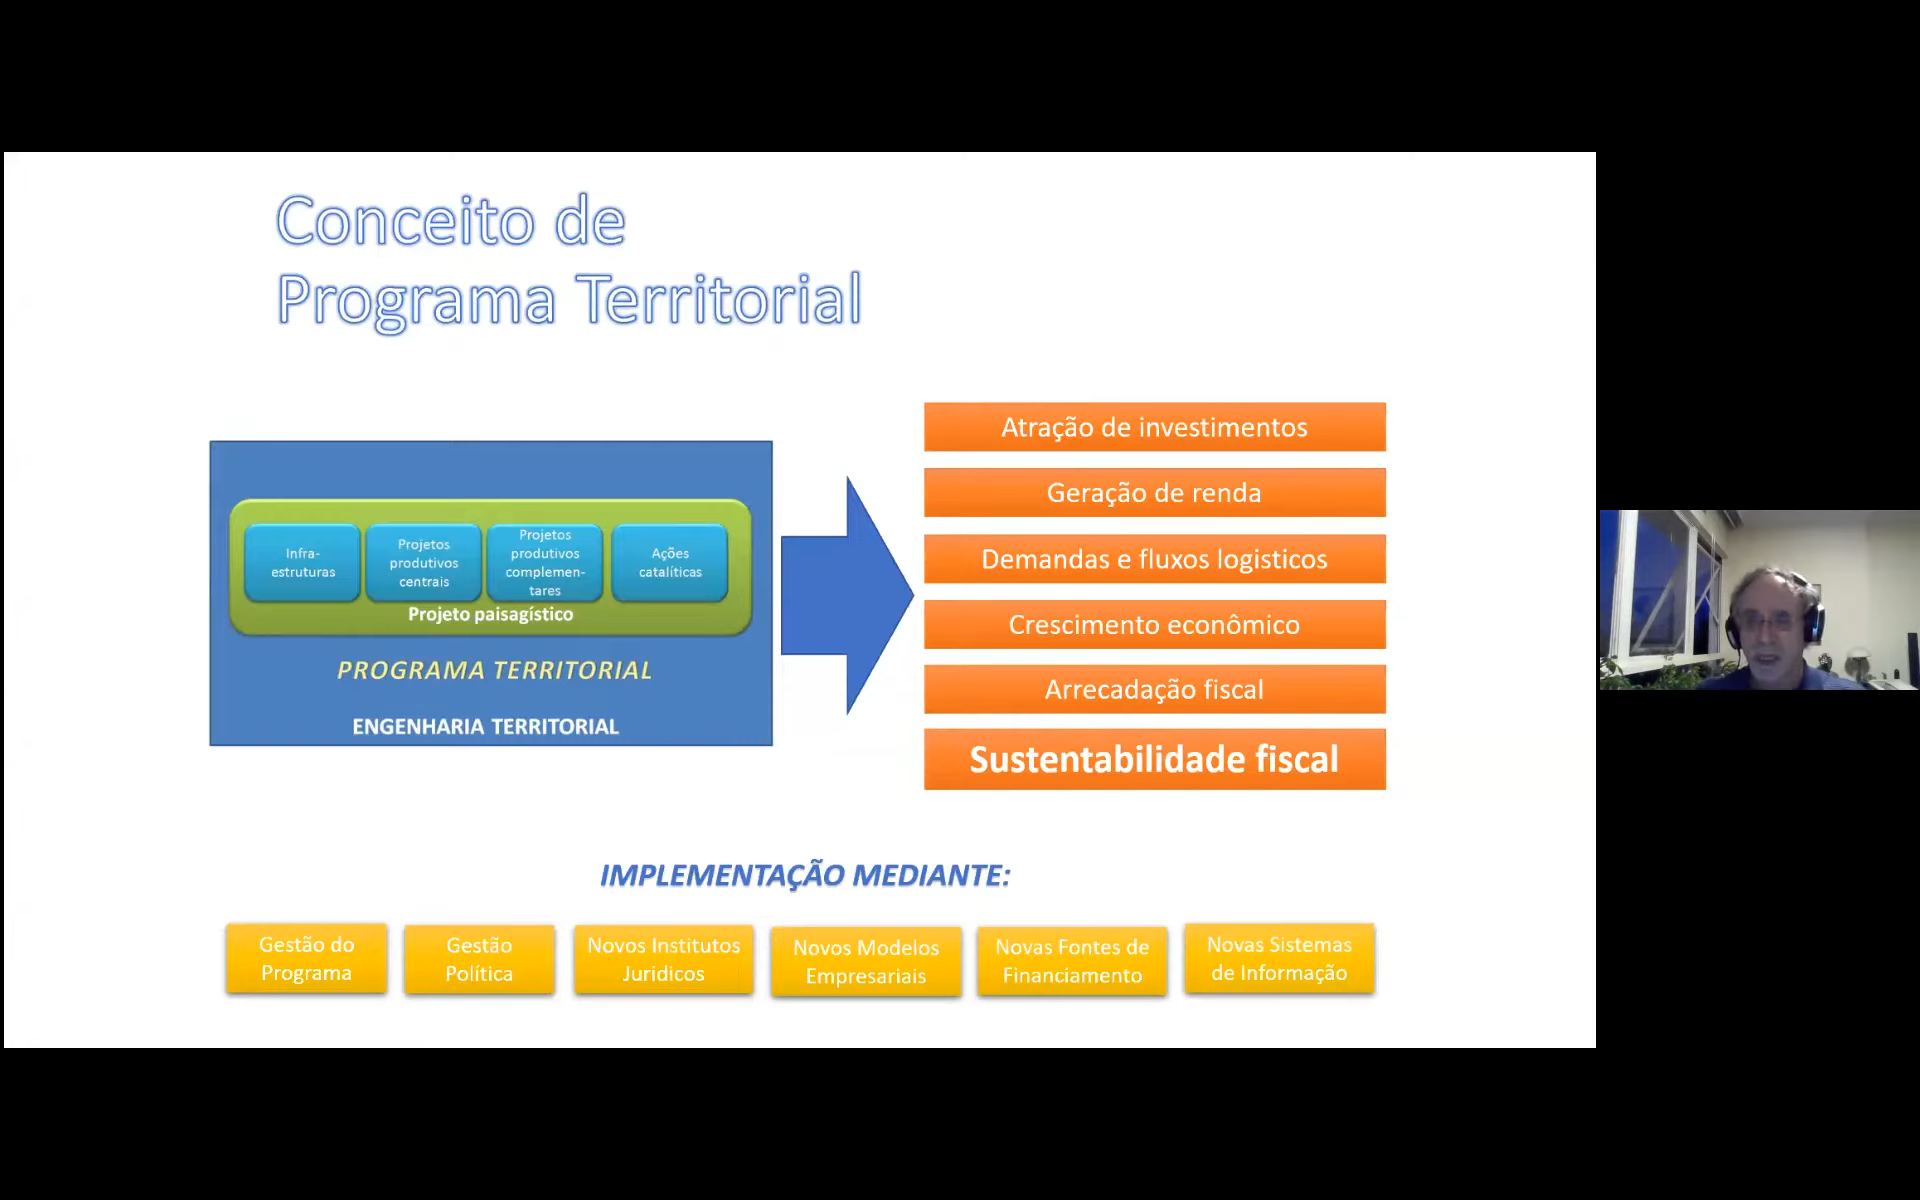 Conceito de
Programa Territorial
Infra-
estruturas
Projetos
produtivos
centrais
Projetos
produtivos
complemen-
tares
Ações
catalíticas
Projeto paisagístico
PROGRAMA TERRITORIAL
ENGENHARIA TERRITORIAL
Atração de investimentos
Geração de renda
Demandas e fluxos logisticos
Crescimento econômico
Arrecadação fiscal
Sustentabilidade fiscal
IMPLEMENTAÇÃO MEDIANTE:
Gestão do
Programa
Gestão
Política
Novos Institutos
Juridicos
Novos Modelos
Empresariais
Novas Fontes de
Financiamento
Novas Sistemas
de Informação